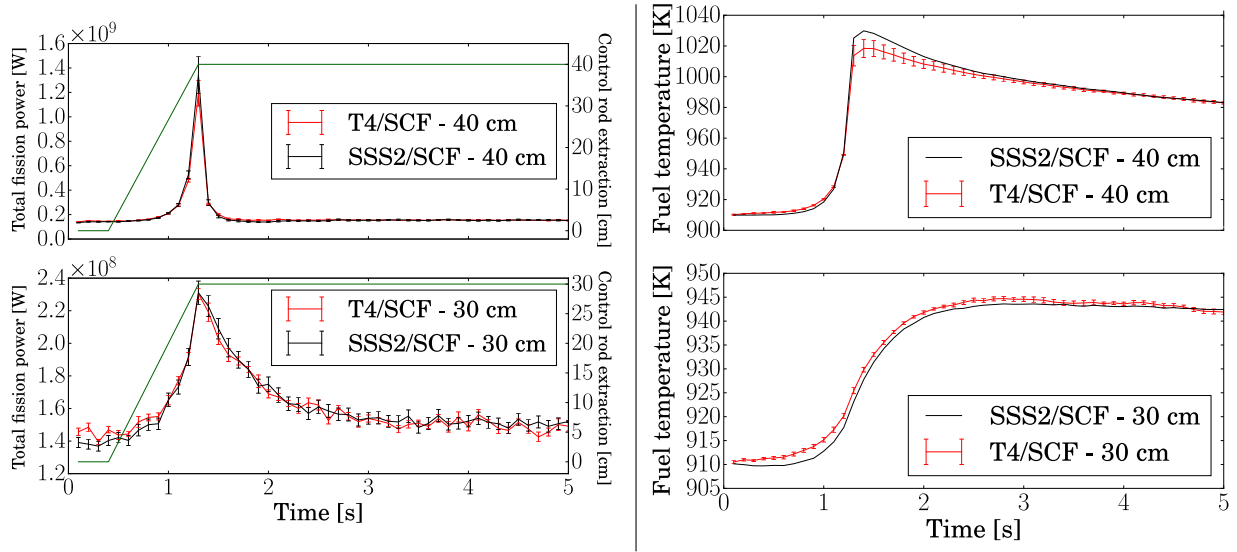 ×10⁹
1.6
1.4
1.2
1.0
0.8
0.6
0.4
0.2
0.0
Total fission power [W]
T4/SCF - 40 cm
SSS2/SCF - 40 cm
40
30
20
10
0
Control rod extraction [cm]
×10⁸
2.4
2.2
2.0
1.8
1.6
1.4
1.2
Total fission power [W]
T4/SCF - 30 cm
SSS2/SCF - 30 cm
30
25
20
15
10
5
0
Control rod extraction [cm]
0 1 2 3 4 5
Time [s]
1040
1020
1000
980
960
940
920
900
Fuel temperature [K]
SSS2/SCF - 40 cm
T4/SCF - 40 cm
950
945
940
935
930
925
920
915
910
905
Fuel temperature [K]
SSS2/SCF - 30 cm
T4/SCF - 30 cm
0 1 2 3 4 5
Time [s]